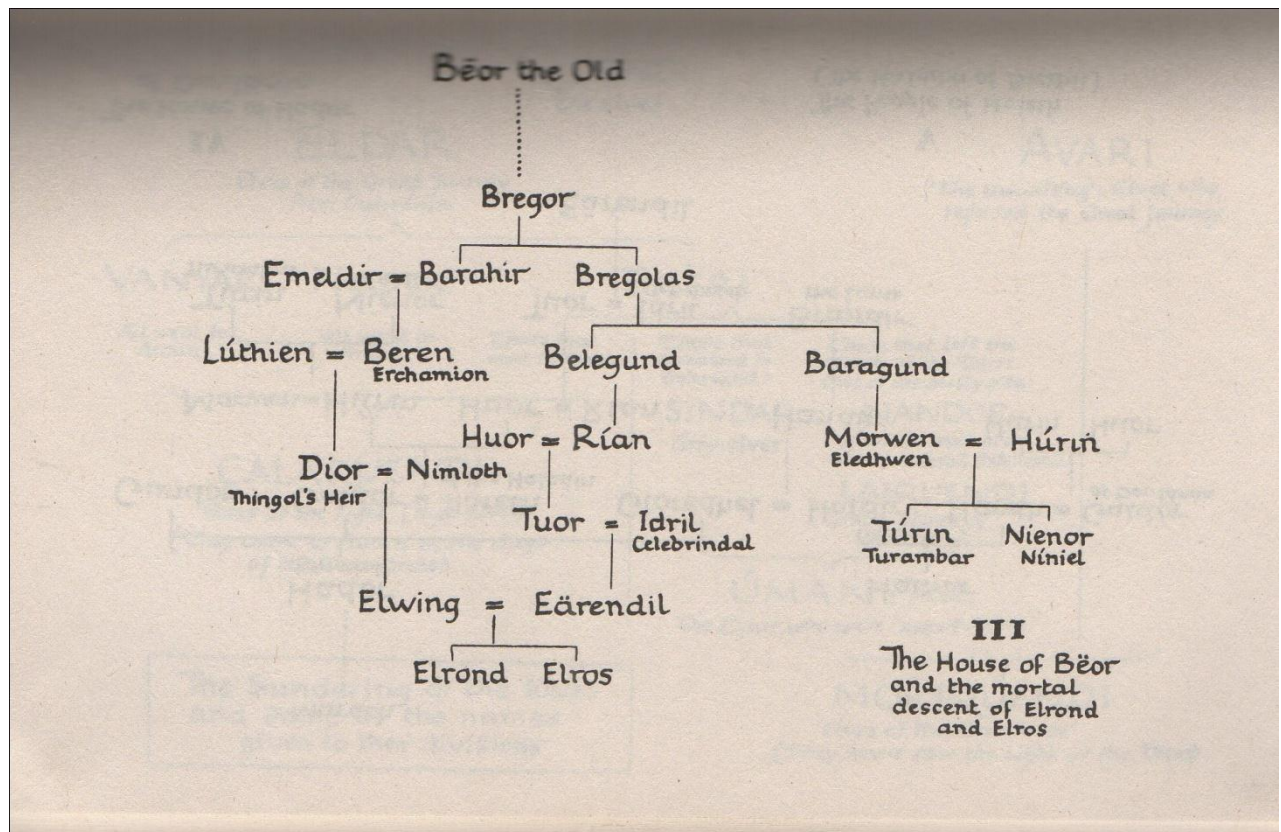 Bëor the Old
Bregor
Emeldir = Barahir Bregolas
Lúthien = Beren Belegund Baragund
Erchamion
Huor = Rían Morwen = Húrin
Eledhwen
Dior = Nimloth
Thingol's Heir
Tuor = Idril Túrin Nienor
Celebrindal Turambar Níniel
Elwing = Eärendil
Elrond Elros
III
The House of Bëor
and the mortal
descent of Elrond
and Elros